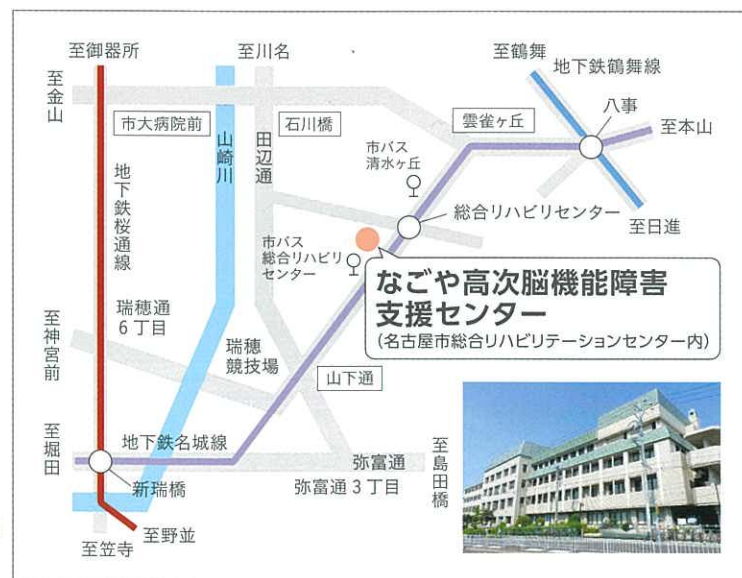 至御器所
至川名
至鶴舞
地下鉄鶴舞線
至金山
八事
市大病院前
石川橋
雲雀ヶ丘
至本山
市バス
清水ヶ丘
山崎川
田辺通
地下鉄桜通線
総合リハビリセンター
至日進
市バス
総合リハビリ
センター
なごや高次脳機能障害
支援センター
(名古屋市総合リハビリテーションセンター内)
瑞穂通
6丁目
至神宮前
瑞穂
競技場
山下通
至堀田
地下鉄名城線
弥富通
至島田橋
新瑞橋
弥富通3丁目
至野並
至笠寺